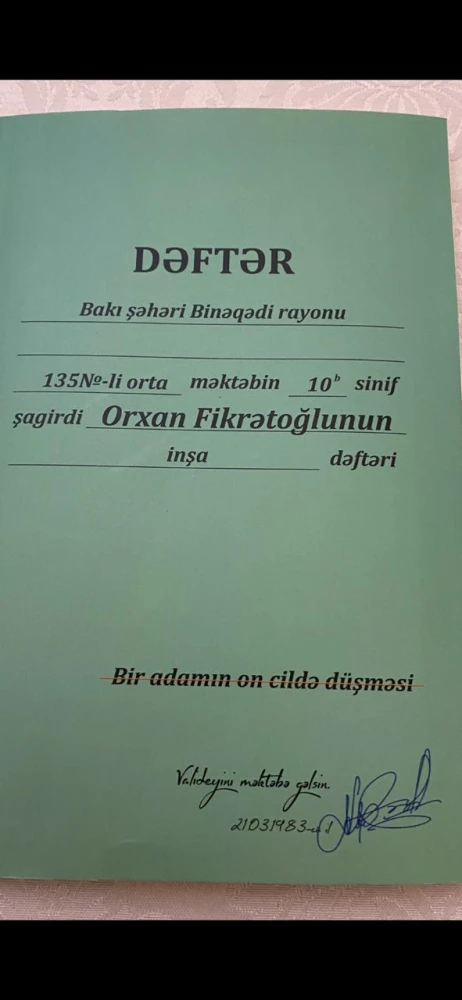 DƏFTƏR
Bakı şəhəri Binəqədi rayonu
135№-li orta məktəbin 10ᵇ sinif
şagirdi Orxan Fikrətoğlunun
inşa dəftəri
Bir adamın on cildə düşməsi
Valideyini məktəbə gəlsin.
21031983-cü il